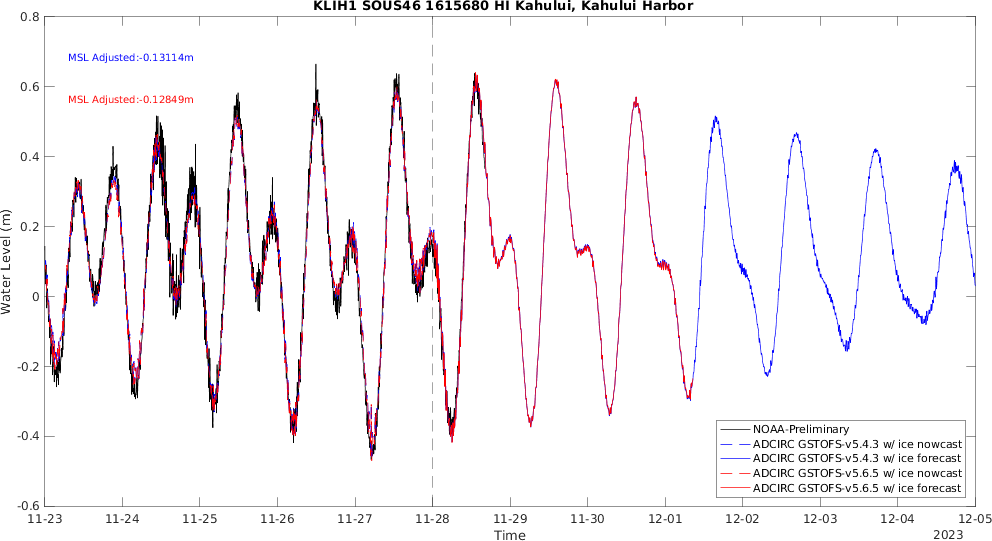 KLIH1 SOUS46 1615680 HI Kahului, Kahului Harbor
0.8
0.6
0.4
0.2
0
-0.2
-0.4
-0.6
Water Level (m)
MSL Adjusted:-0.13114m
MSL Adjusted:-0.12849m
NOAA-Preliminary
ADCIRC GSTOFS-v5.4.3 w/ ice nowcast
ADCIRC GSTOFS-v5.4.3 w/ ice forecast
ADCIRC GSTOFS-v5.6.5 w/ ice nowcast
ADCIRC GSTOFS-v5.6.5 w/ ice forecast
11-23 11-24 11-25 11-26 11-27 11-28 11-29 11-30 12-01 12-02 12-03 12-04 12-05
Time
2023